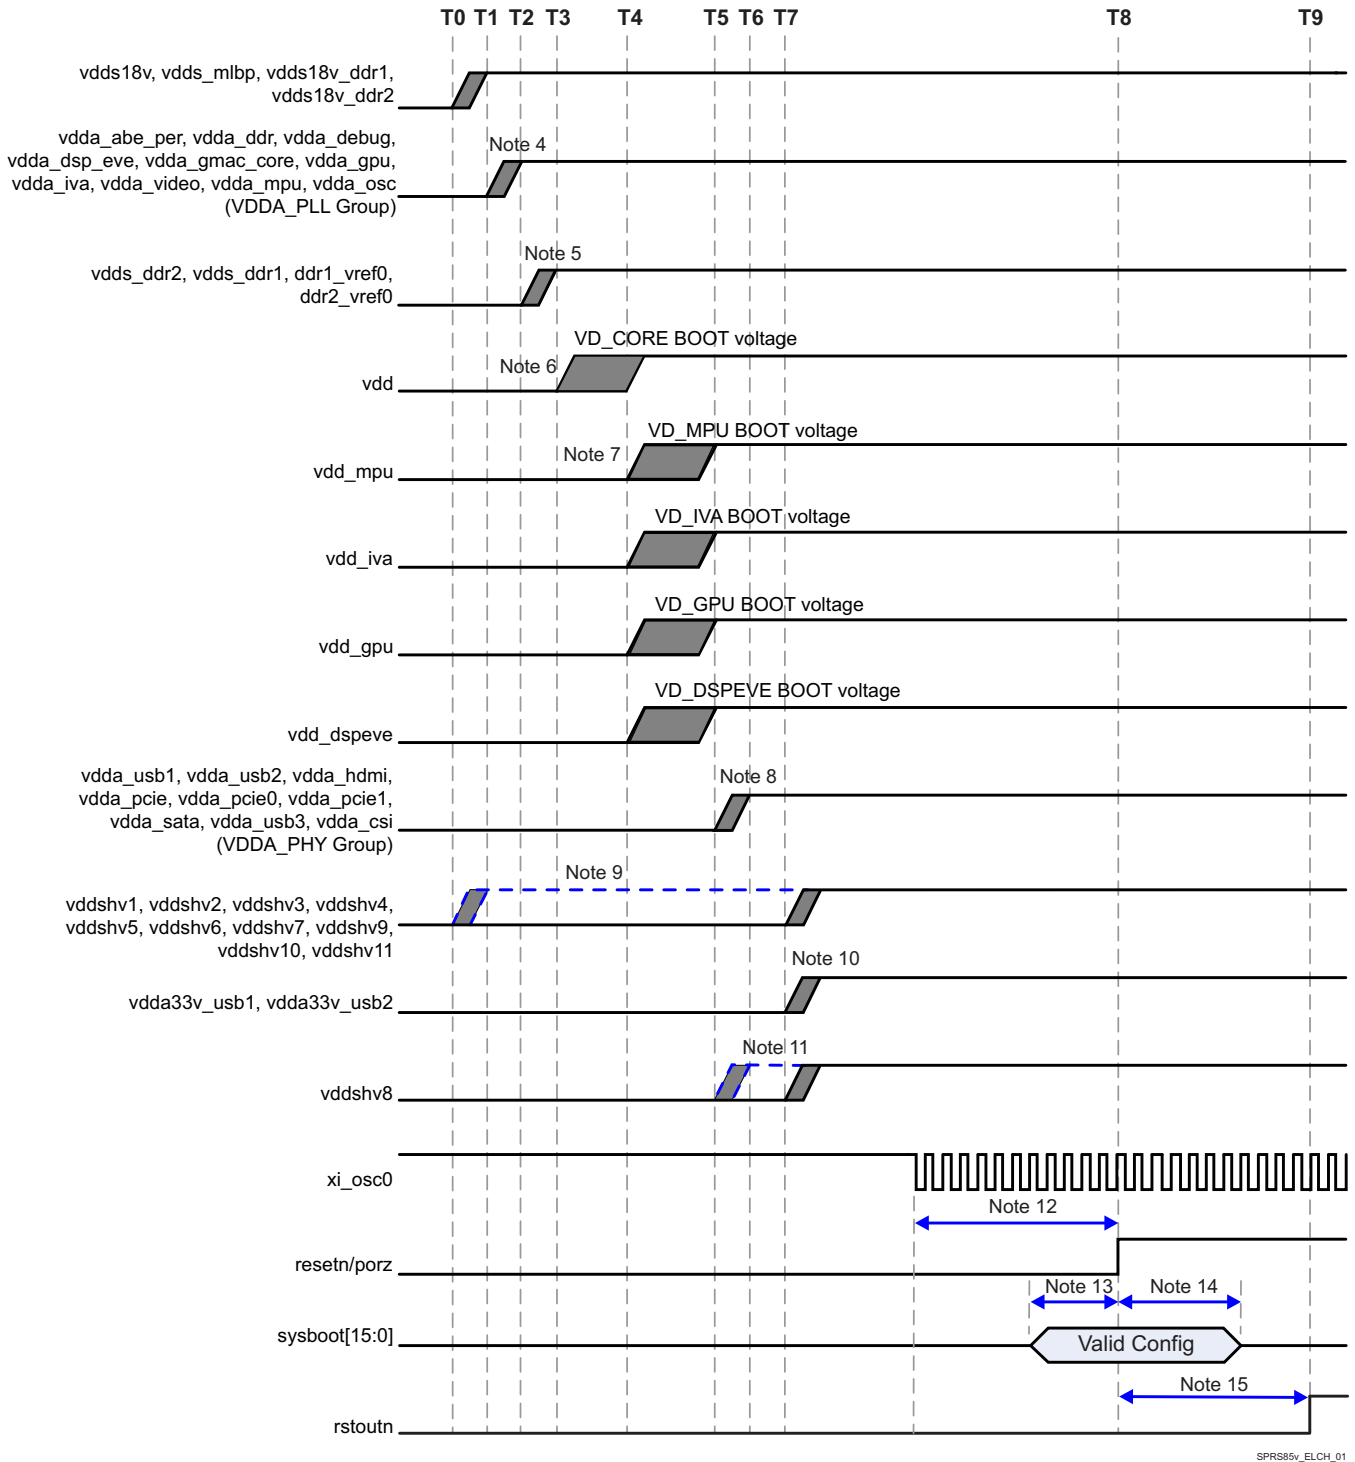 T0 T1 T2 T3 T4 T5 T6 T7 T8 T9
vdds18v, vdds_mlbp, vdds18v_ddr1,
vdds18v_ddr2
vdda_abe_per, vdda_ddr, vdda_debug,
vdda_dsp_eve, vdda_gmac_core, vdda_gpu,
vdda_iva, vdda_video, vdda_mpu, vdda_osc
(VDDA_PLL Group)
Note 4
vdds_ddr2, vdds_ddr1, ddr1_vref0,
ddr2_vref0
Note 5
VD_CORE BOOT voltage
Note 6
vdd
VD_MPU BOOT voltage
Note 7
vdd_mpu
VD_IVA BOOT voltage
vdd_iva
VD_GPU BOOT voltage
vdd_gpu
VD_DSPEVE BOOT voltage
vdd_dspeve
vdda_usb1, vdda_usb2, vdda_hdmi,
vdda_pcie, vdda_pcie0, vdda_pcie1,
vdda_sata, vdda_usb3, vdda_csi
(VDDA_PHY Group)
Note 8
Note 9
vddshv1, vddshv2, vddshv3, vddshv4,
vddshv5, vddshv6, vddshv7, vddshv9,
vddshv10, vddshv11
Note 10
vdda33v_usb1, vdda33v_usb2
Note 11
vddshv8
xi_osc0
Note 12
resetn/porz
Note 13
Note 14
sysboot[15:0]
Valid Config
Note 15
rstoutn
SPRS85v_ELCH_01